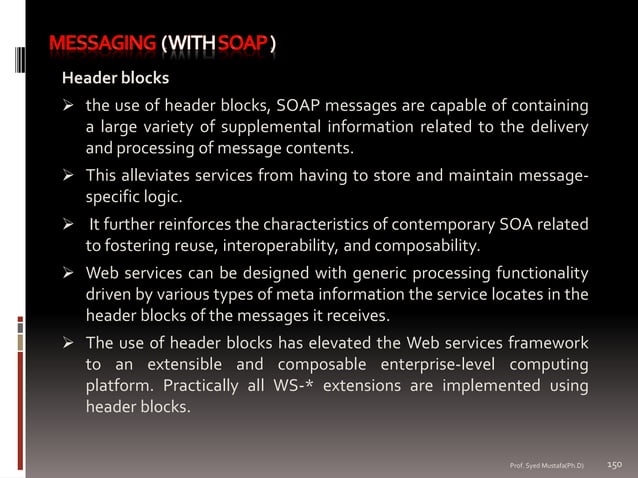 MESSAGING (WITH SOAP)
Header blocks
➢ the use of header blocks, SOAP messages are capable of containing
a large variety of supplemental information related to the delivery
and processing of message contents.
➢ This alleviates services from having to store and maintain message-
specific logic.
➢ It further reinforces the characteristics of contemporary SOA related
to fostering reuse, interoperability, and composability.
➢ Web services can be designed with generic processing functionality
driven by various types of meta information the service locates in the
header blocks of the messages it receives.
➢ The use of header blocks has elevated the Web services framework
to an extensible and composable enterprise-level computing
platform. Practically all WS-* extensions are implemented using
header blocks.
Prof. Syed Mustafa(Ph.D) 150